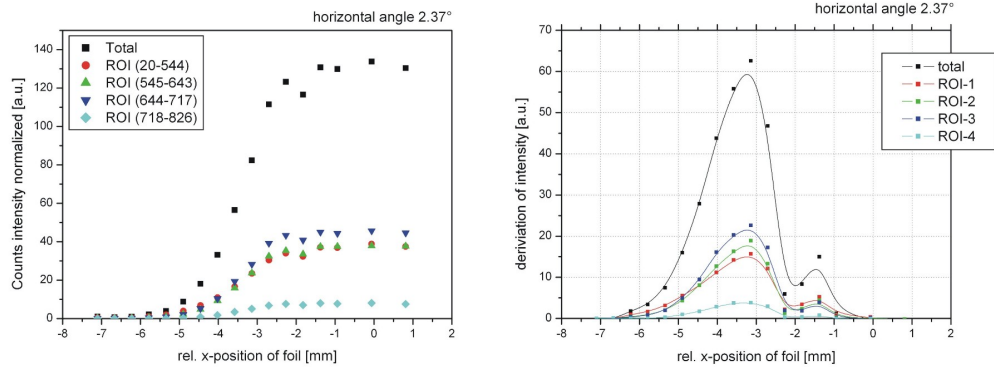 horizontal angle 2.37°
Total
ROI (20-544)
ROI (545-643)
ROI (644-717)
ROI (718-826)
Counts intensity normalized [a.u.]
140
120
100
80
60
40
20
0
-8 -7 -6 -5 -4 -3 -2 -1 0 1 2
rel. x-position of foil [mm]
horizontal angle 2.37°
total
ROI-1
ROI-2
ROI-3
ROI-4
deriviation of intensity [a.u.]
70
60
50
40
30
20
10
0
-8 -7 -6 -5 -4 -3 -2 -1 0 1 2
rel. x-position of foil [mm]